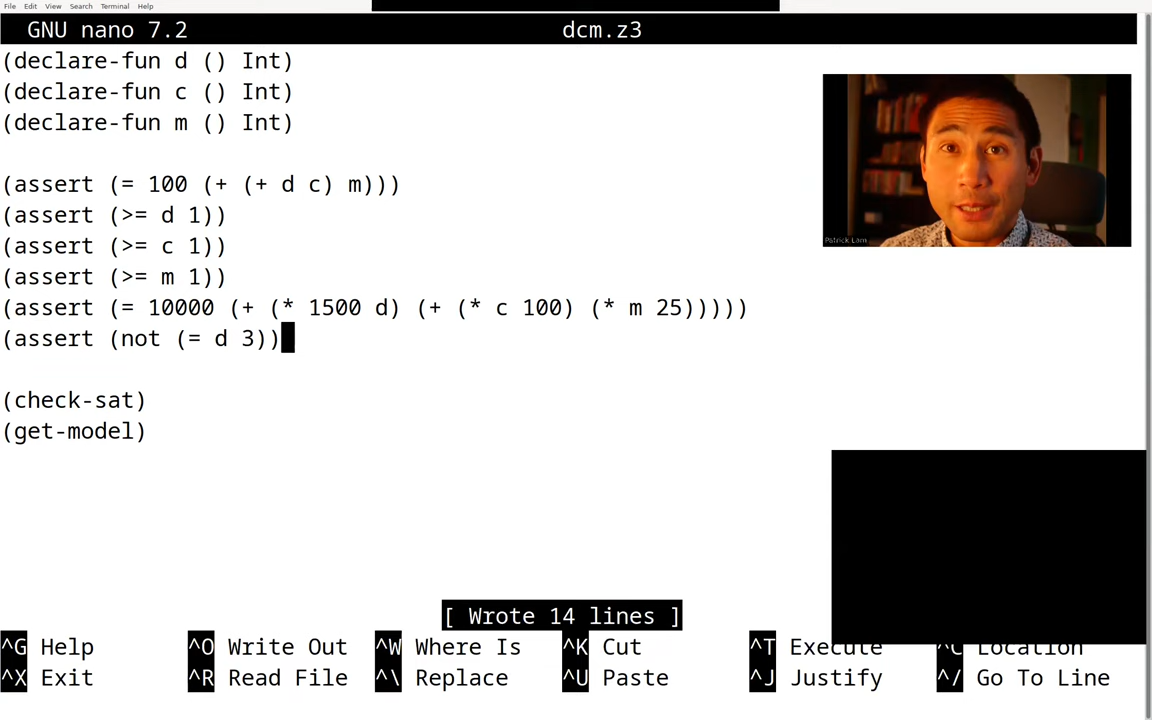 File Edit View Search Terminal Help
GNU nano 7.2 dcm.z3
(declare-fun d () Int)
(declare-fun c () Int)
(declare-fun m () Int)
(assert (= 100 (+ (+ d c) m)))
(assert (>= d 1))
(assert (>= c 1))
(assert (>= m 1))
(assert (= 10000 (+ (* 1500 d) (+ (* c 100) (* m 25)))))
(assert (not (= d 3))
(check-sat)
(get-model)
Patrick Lam
[ Wrote 14 lines ]
^G Help ^O Write Out ^W Where Is ^K Cut ^T Execute ^C Location
^X Exit ^R Read File ^\ Replace ^U Paste ^J Justify ^/ Go To Line